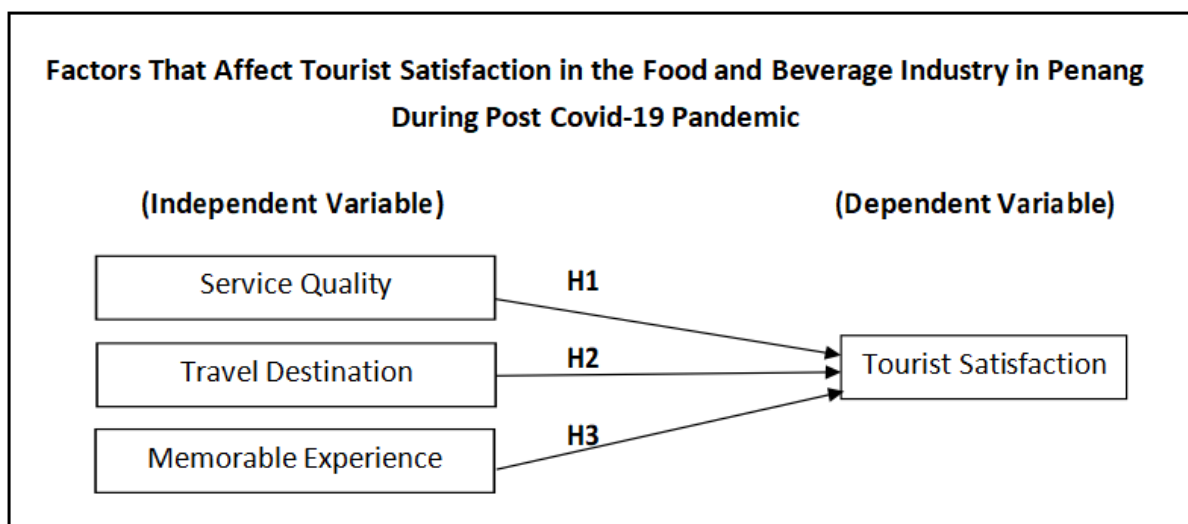 Factors That Affect Tourist Satisfaction in the Food and Beverage Industry in Penang
During Post Covid-19 Pandemic
(Independent Variable)
(Dependent Variable)
Service Quality
H1
Travel Destination
H2
Tourist Satisfaction
Memorable Experience
H3